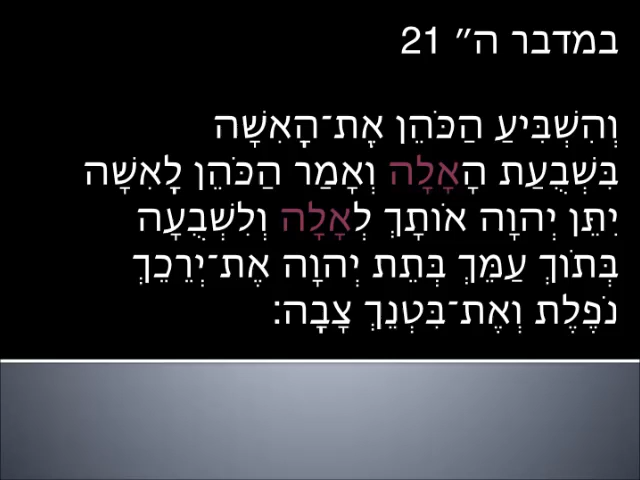 במדבר ה״ 21
וְהִשְׁבִּיעַ הַכֹּהֵן אֶת־הָאִשָּׁה
בִּשְׁבֻעַת הָאָלָה וְאָמַר הַכֹּהֵן לָאִשָּׁה
יִתֵּן יְהוָה אוֹתָךְ לְאָלָה וְלִשְׁבֻעָה
בְּתוֹךְ עַמֵּךְ בְּתֵת יְהוָה אֶת־יְרֵכֵךְ
נֹפֶלֶת וְאֶת־בִּטְנֵךְ צָבָה: